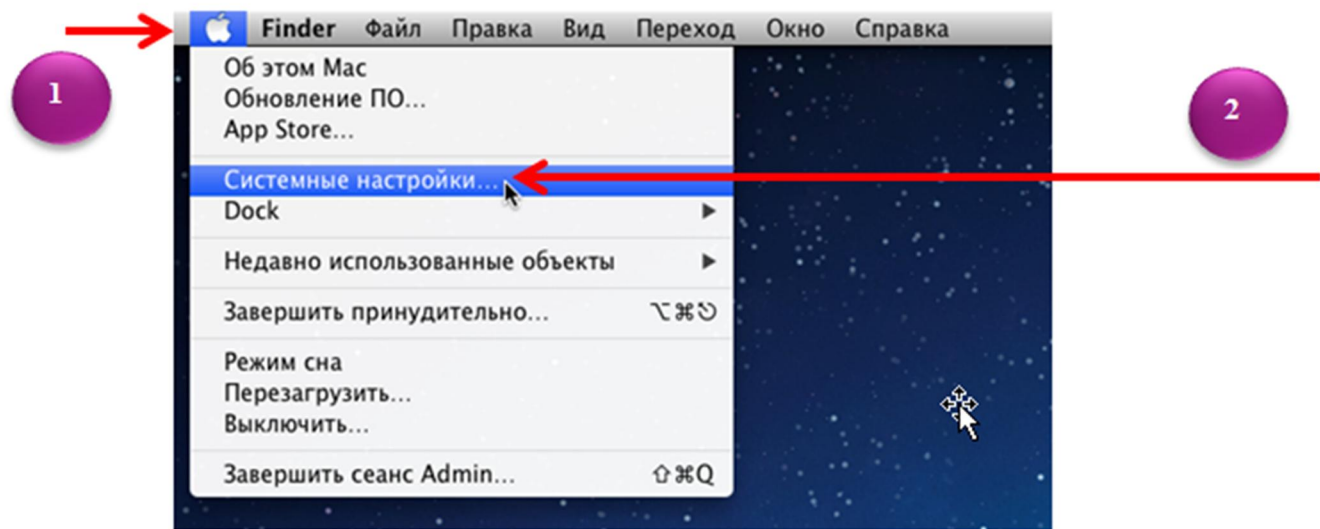 Finder Файл Правка Вид Переход Окно Справка
1
Об этом Mac
Обновление ПО...
App Store...
2
Системные настройки...
Dock ▶
Недавно использованные объекты ▶
Завершить принудительно... ⌥⌘⎋
Режим сна
Перезагрузить...
Выключить...
Завершить сеанс Admin... ⇧⌘Q